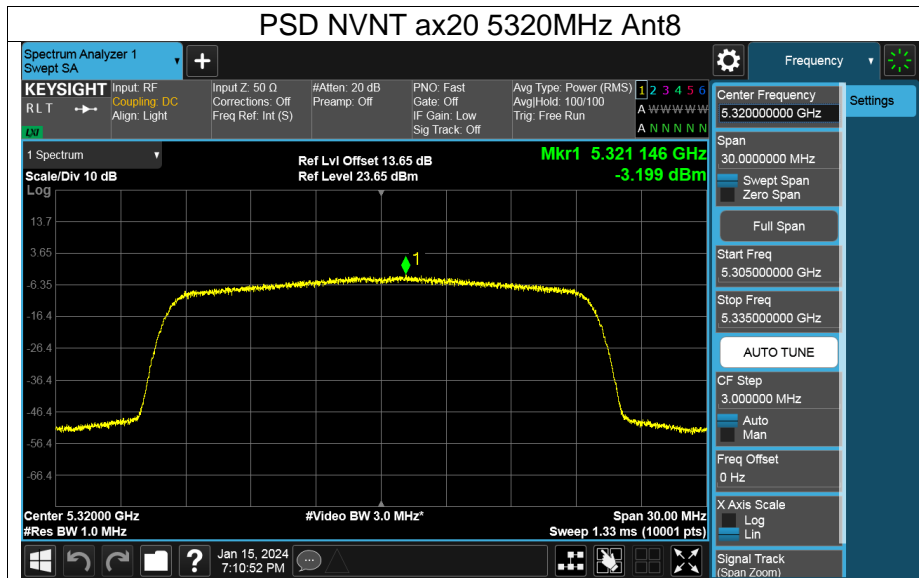 PSD NVNT ax20 5320MHz Ant8
Spectrum Analyzer 1
Swept SA
Frequency
KEYSIGHT
Input: RF
Input Z: 50 Ω
#Atten: 20 dB
PNO: Fast
Avg Type: Power (RMS)
1 2 3 4 5 6
R L T
Coupling: DC
Corrections: Off
Preamp: Off
Gate: Off
Avg|Hold: 100/100
A W W W W W
Align: Light
Freq Ref: Int (S)
IF Gain: Low
Trig: Free Run
LXI
Sig Track: Off
A N N N N N
1 Spectrum
Scale/Div 10 dB
Ref Lvl Offset 13.65 dB
Ref Level 23.65 dBm
Mkr1 5.321 146 GHz
-3.199 dBm
Log
13.7
3.65
-6.35
-16.4
-26.4
-36.4
-46.4
-56.4
-66.4
1
Center 5.32000 GHz
#Video BW 3.0 MHz*
Span 30.00 MHz
#Res BW 1.0 MHz
Sweep 1.33 ms (10001 pts)
Center Frequency
5.320000000 GHz
Settings
Span
30.0000000 MHz
Swept Span
Zero Span
Full Span
Start Freq
5.305000000 GHz
Stop Freq
5.335000000 GHz
AUTO TUNE
CF Step
3.000000 MHz
Auto
Man
Freq Offset
0 Hz
X Axis Scale
Log
Lin
Signal Track
(Span Zoom)
Jan 15, 2024
7:10:52 PM